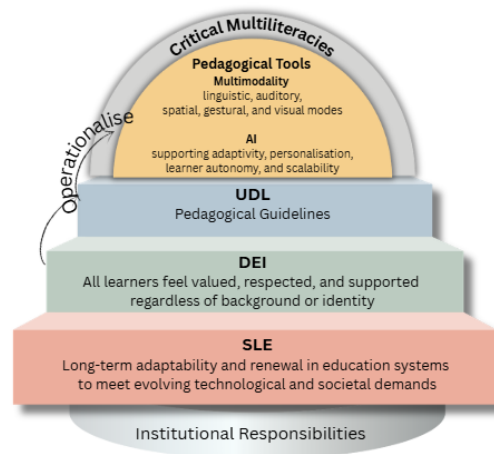 Critical Multiliteracies
Pedagogical Tools
Multimodality
linguistic, auditory,
spatial, gestural, and visual modes
AI
supporting adaptivity, personalisation,
learner autonomy, and scalability
Operationalise
UDL
Pedagogical Guidelines
DEI
All learners feel valued, respected, and supported
regardless of background or identity
SLE
Long-term adaptability and renewal in education systems
to meet evolving technological and societal demands
Institutional Responsibilities